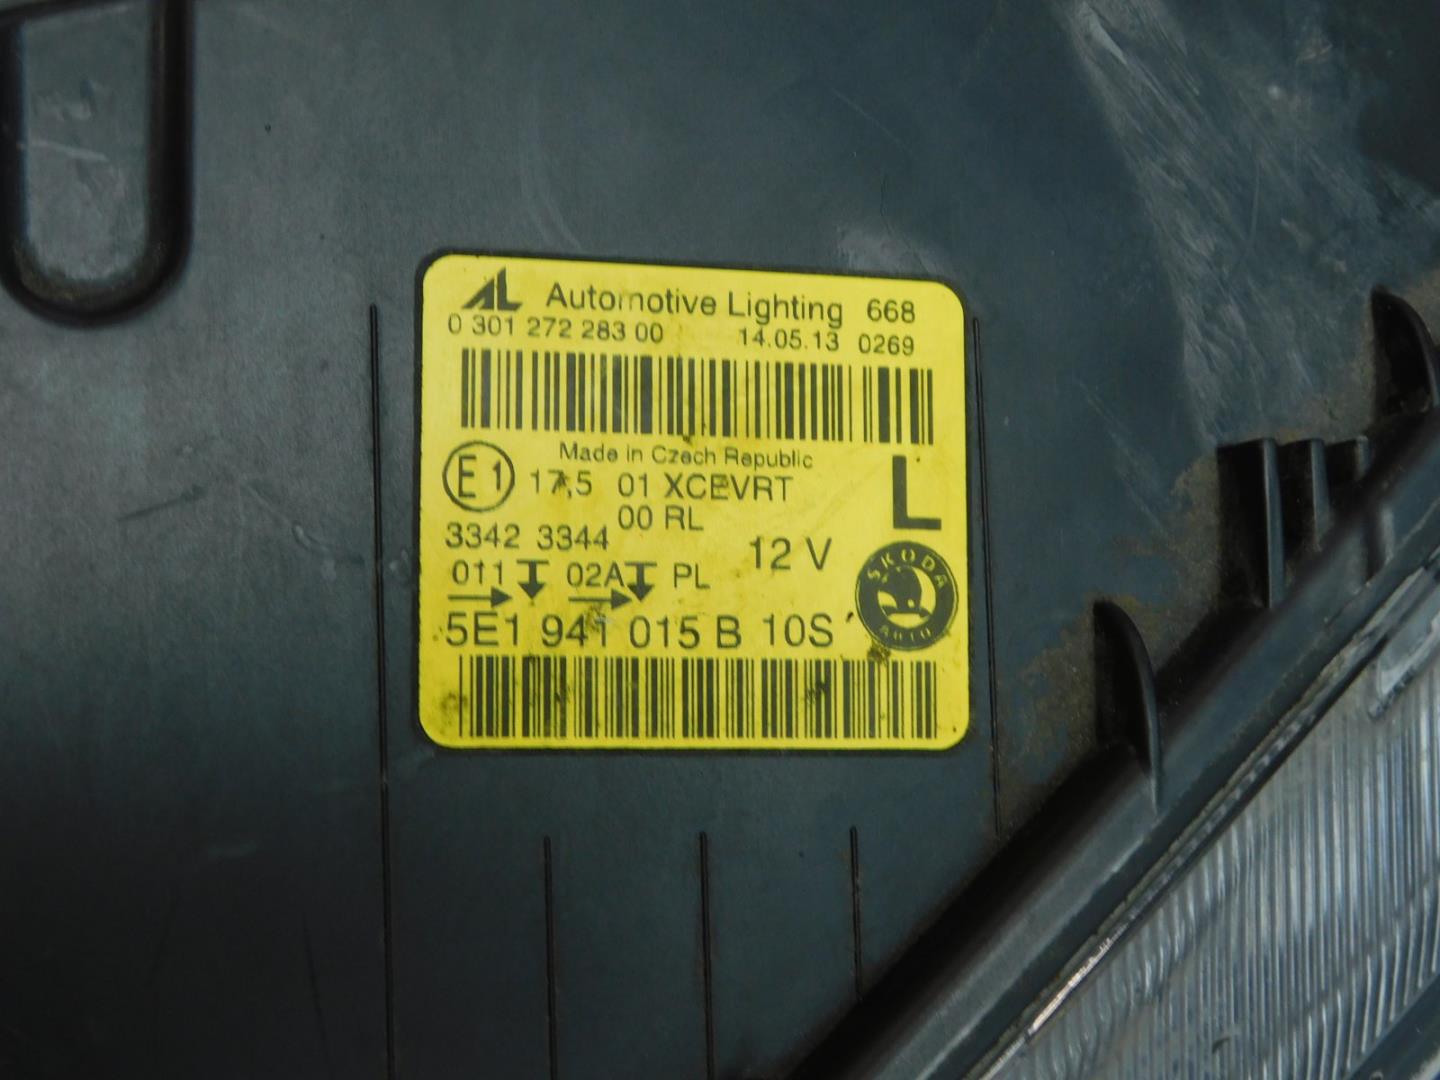 AL Automotive Lighting 668
0 301 272 283 00 14.05.13 0269
Made in Czech Republic
E1 17,5 01 XCEVRT L
00 RL
3342 3344 12 V
011 02A PL
ŠKODA
AUTO
5E1 941 015 B 10S